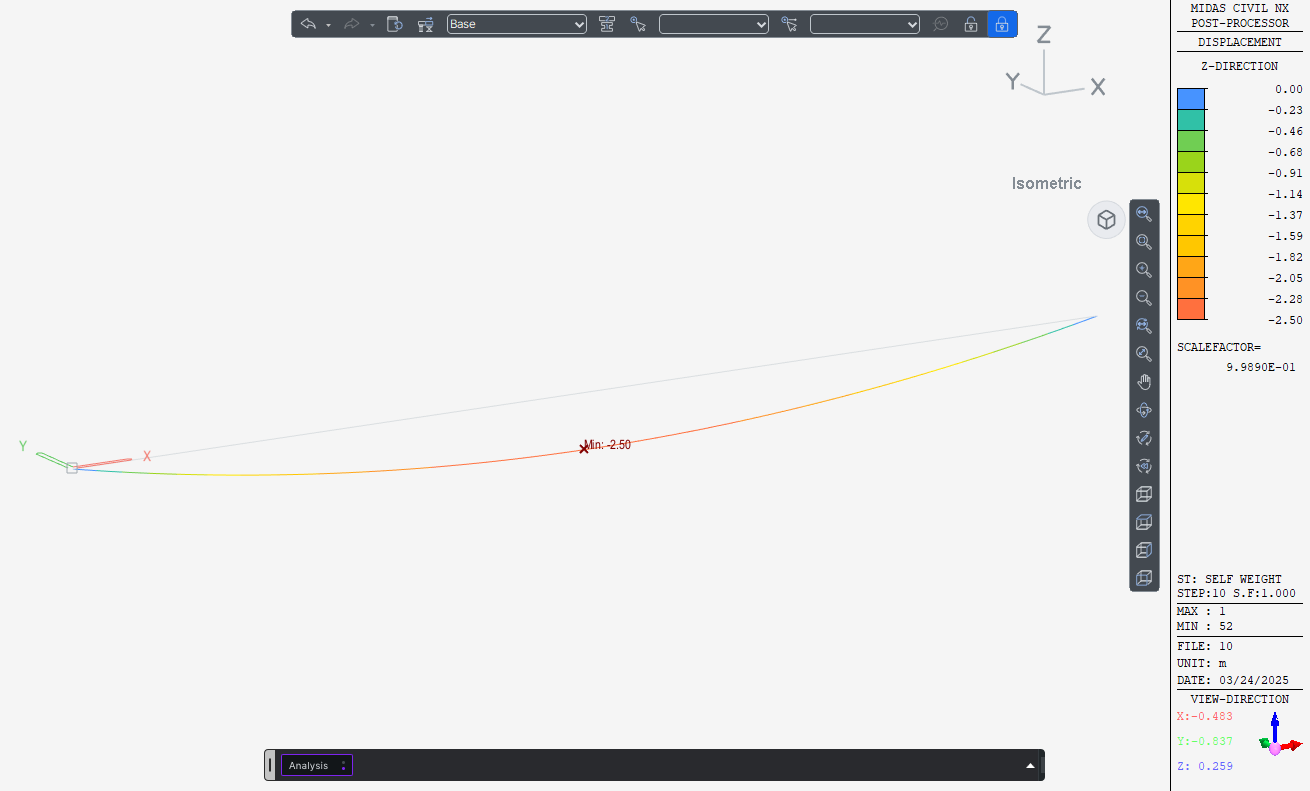 Base
Z
Y
X
Isometric
Y
X
Min: -2.50
Analysis
MIDAS CIVIL NX
POST-PROCESSOR
DISPLACEMENT
Z-DIRECTION
0.00
-0.23
-0.46
-0.68
-0.91
-1.14
-1.37
-1.59
-1.82
-2.05
-2.28
-2.50
SCALEFACTOR=
9.9890E-01
ST: SELF WEIGHT
STEP:10 S.F:1.000
MAX : 1
MIN : 52
FILE: 10
UNIT: m
DATE: 03/24/2025
VIEW-DIRECTION
X:-0.483
Y:-0.837
Z: 0.259